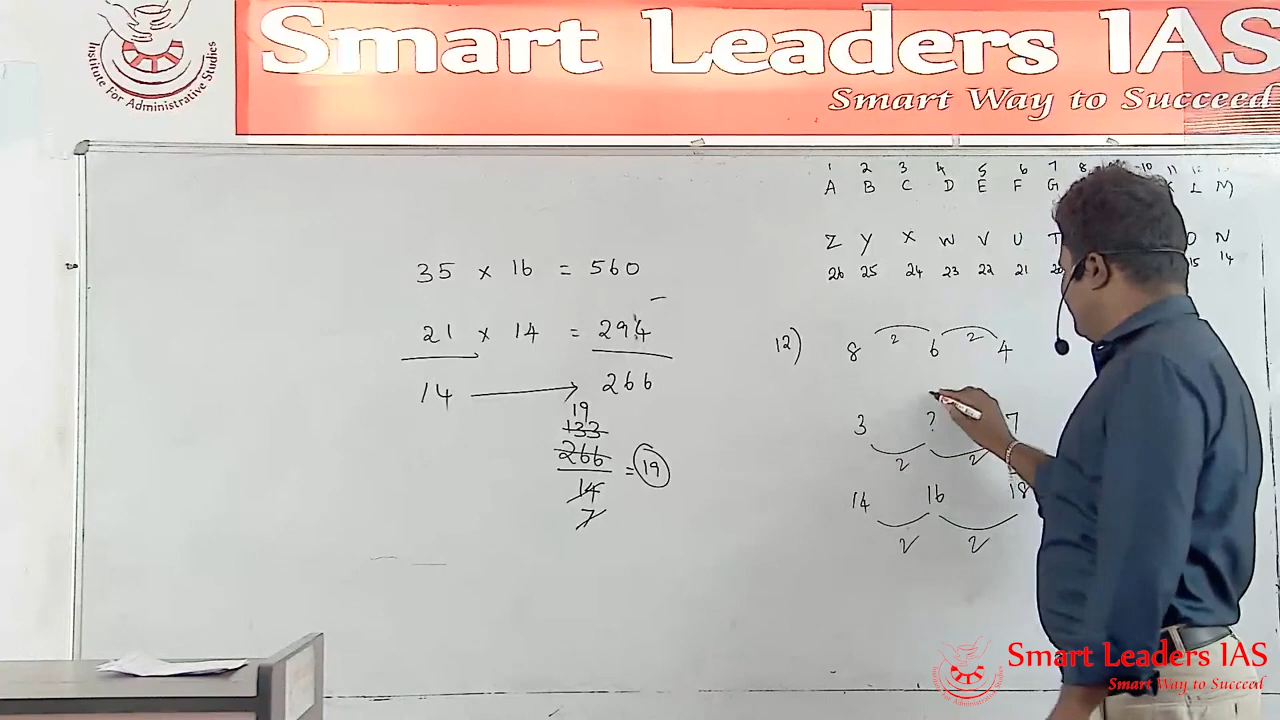 Smart Leaders IAS
Smart Way to Succeed
Institute For Administrative Studies
1 2 3 4 5 6 7 8 10 11 12
A B C D E F G L M
Z Y X W V U T O N
26 25 24 23 22 21 20 15 14
35 x 16 = 560
21 x 14 = 294
14 → 266
19
133
266 = 19
14
7
12) 8 2 6 2 4
3 ? 7
2 2
14 16 18
2 2
Smart Leaders IAS
Smart Way to Succeed